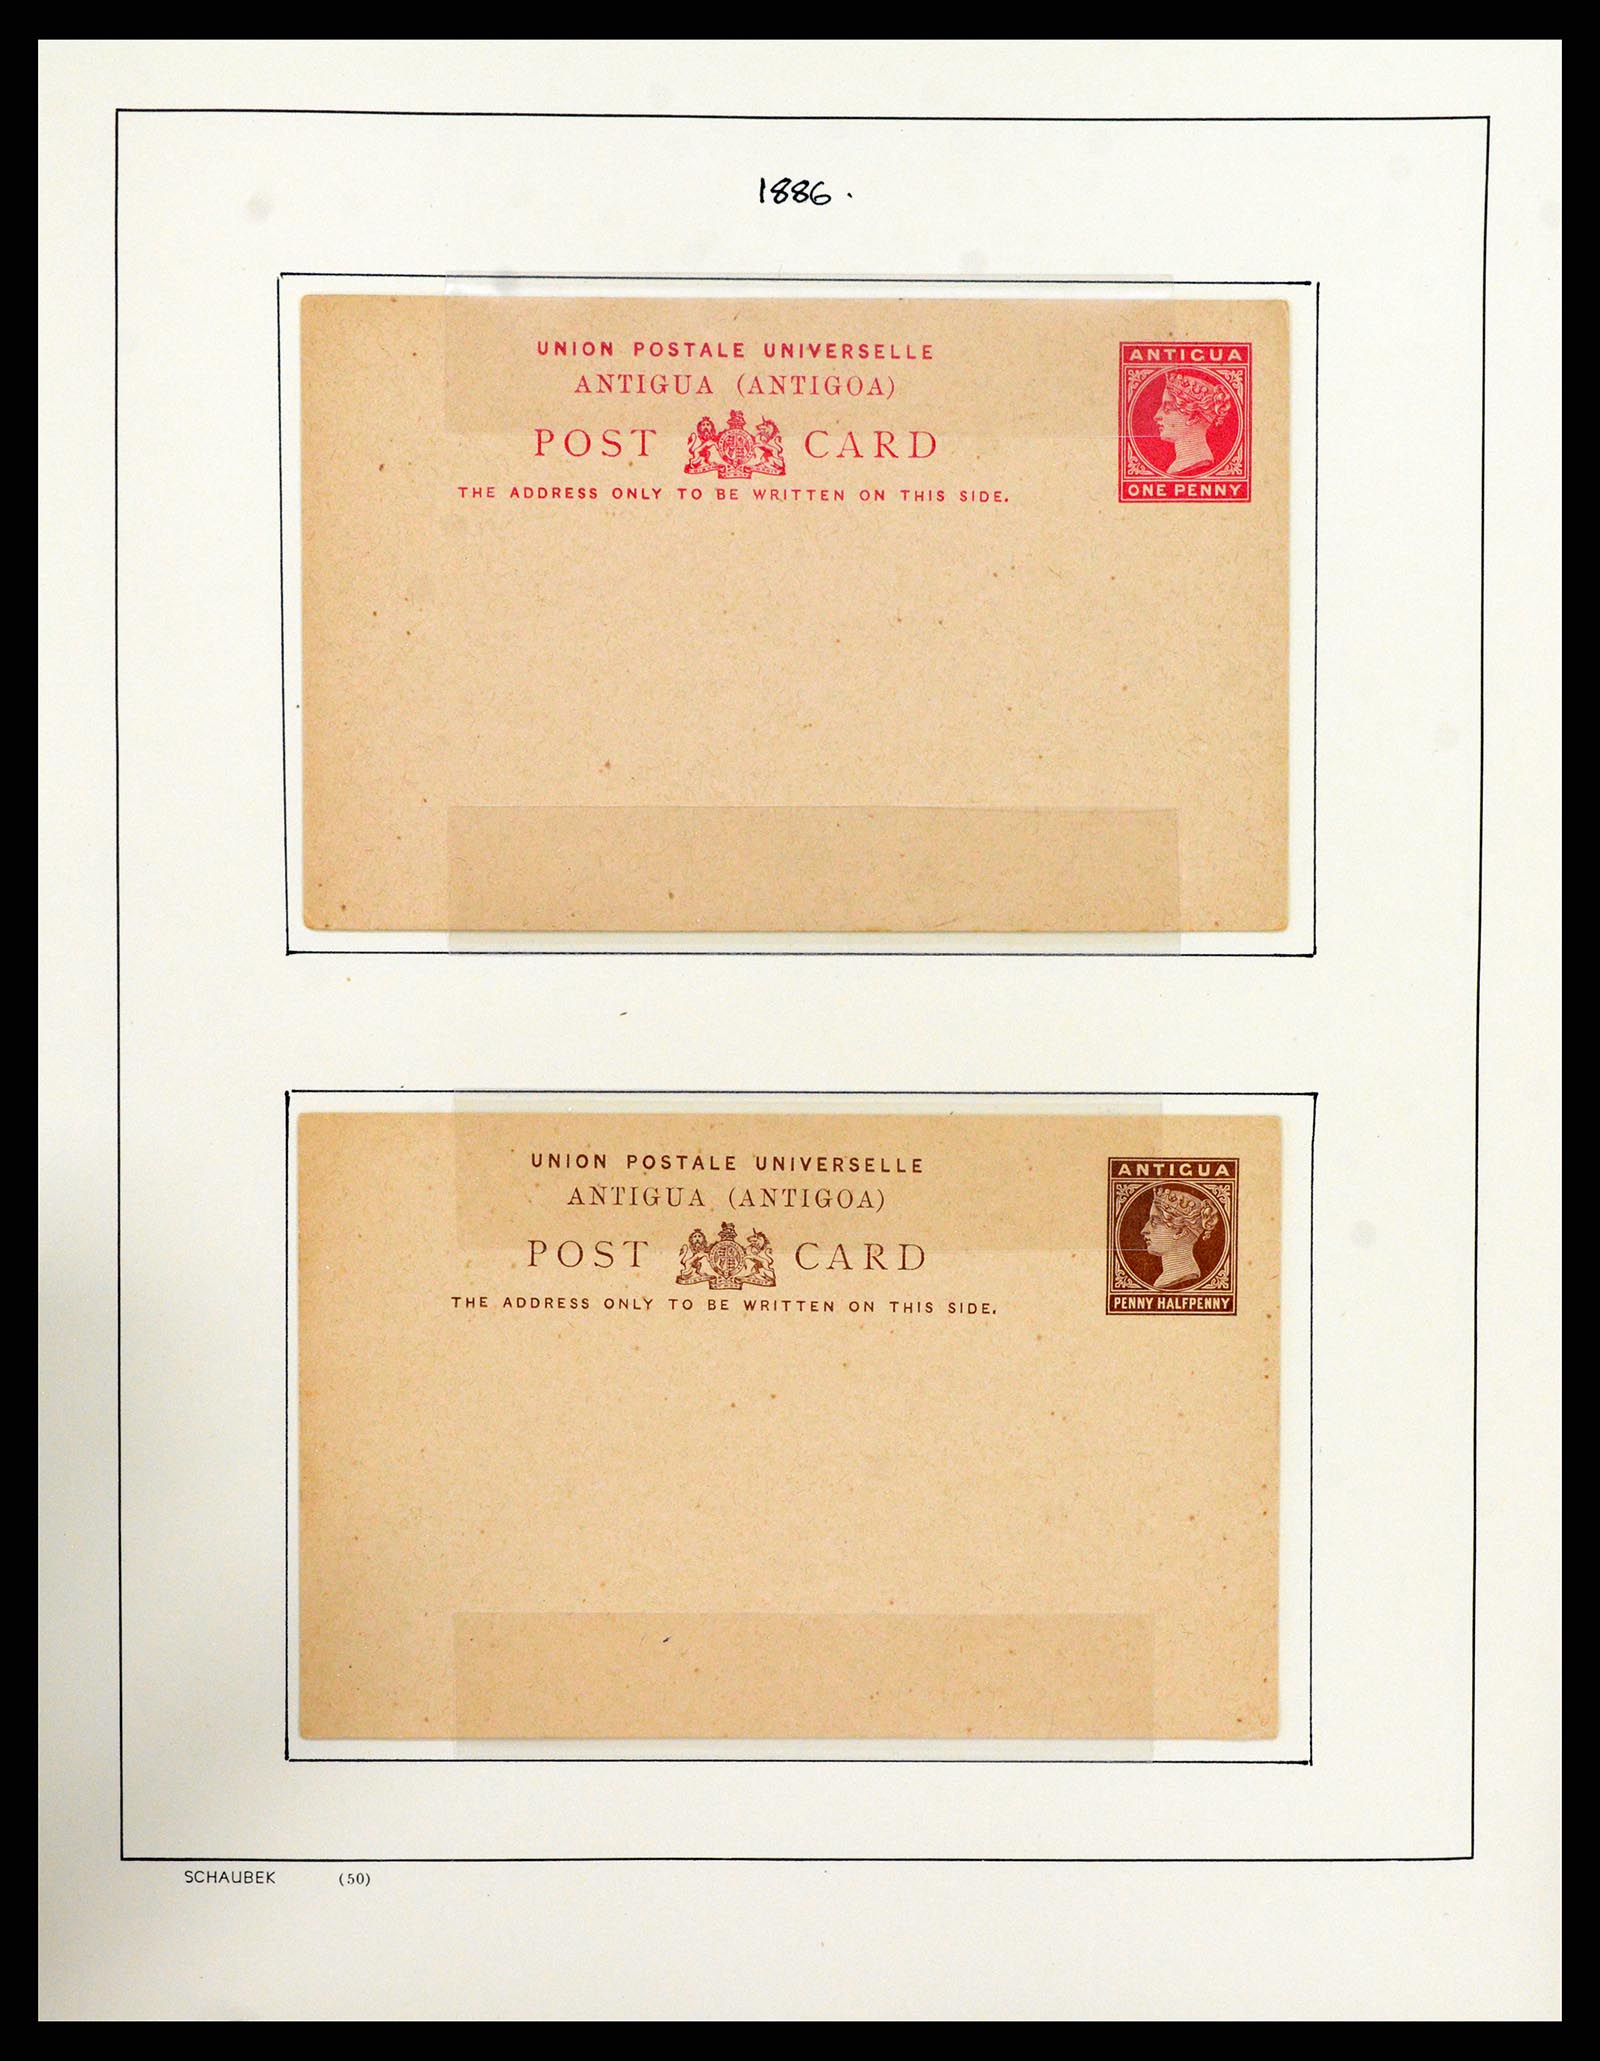 1886.
UNION POSTALE UNIVERSELLE
ANTIGUA (ANTIGOA)
POST CARD
THE ADDRESS ONLY TO BE WRITTEN ON THIS SIDE.
ANTIGUA
ONE PENNY
UNION POSTALE UNIVERSELLE
ANTIGUA (ANTIGOA)
POST CARD
THE ADDRESS ONLY TO BE WRITTEN ON THIS SIDE.
ANTIGUA
PENNY HALFPENNY
SCHAUBEK (50)